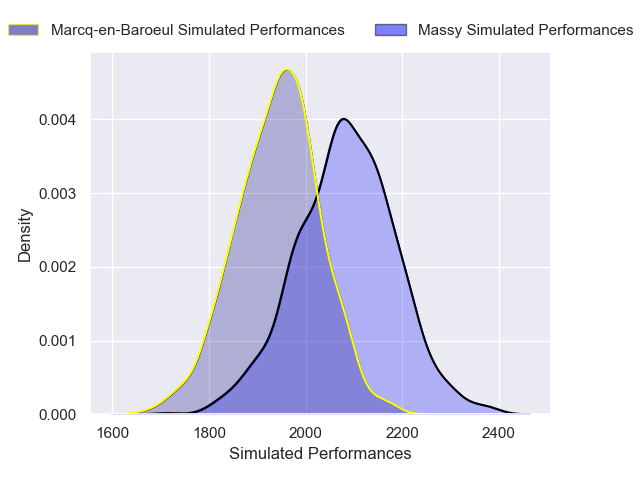 Marcq-en-Baroeul Simulated Performances Massy Simulated Performances
0.004
0.003
0.002
0.001
0.000
Density
1600 1800 2000 2200 2400
Simulated Performances